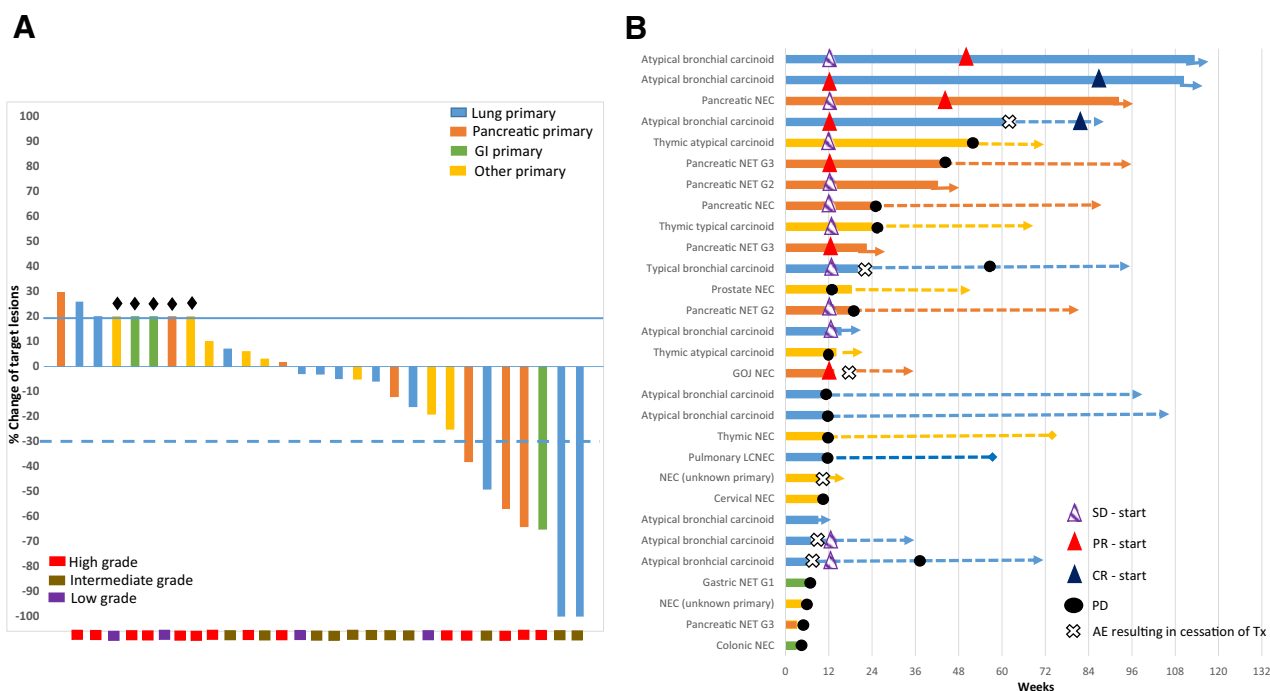 A
100
90
80
70
60
50
40
30
20
10
0
-10
-20
-30
-40
-50
-60
-70
-80
-90
-100
% Change of target lesions
Lung primary
Pancreatic primary
GI primary
Other primary
High grade
Intermediate grade
Low grade
B
Atypical bronchial carcinoid
Atypical bronchial carcinoid
Pancreatic NEC
Atypical bronchial carcinoid
Thymic atypical carcinoid
Pancreatic NET G3
Pancreatic NET G2
Pancreatic NEC
Thymic typical carcinoid
Pancreatic NET G3
Typical bronchial carcinoid
Prostate NEC
Pancreatic NET G2
Atypical bronchial carcinoid
Thymic atypical carcinoid
GOJ NEC
Atypical bronchial carcinoid
Atypical bronchial carcinoid
Thymic NEC
Pulmonary LCNEC
NEC (unknown primary)
Cervical NEC
Atypical bronchial carcinoid
Atypical bronchial carcinoid
Atypical bronhcial carcinoid
Gastric NET G1
NEC (unknown primary)
Pancreatic NET G3
Colonic NEC
SD - start
PR - start
CR - start
PD
AE resulting in cessation of Tx
0 12 24 36 48 60 72 84 96 108 120 132
Weeks